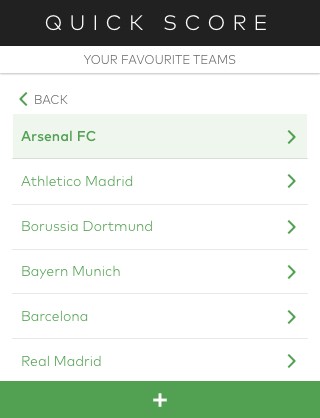 QUICK SCORE
YOUR FAVOURITE TEAMS
BACK
Arsenal FC
Athletico Madrid
Borussia Dortmund
Bayern Munich
Barcelona
Real Madrid
+